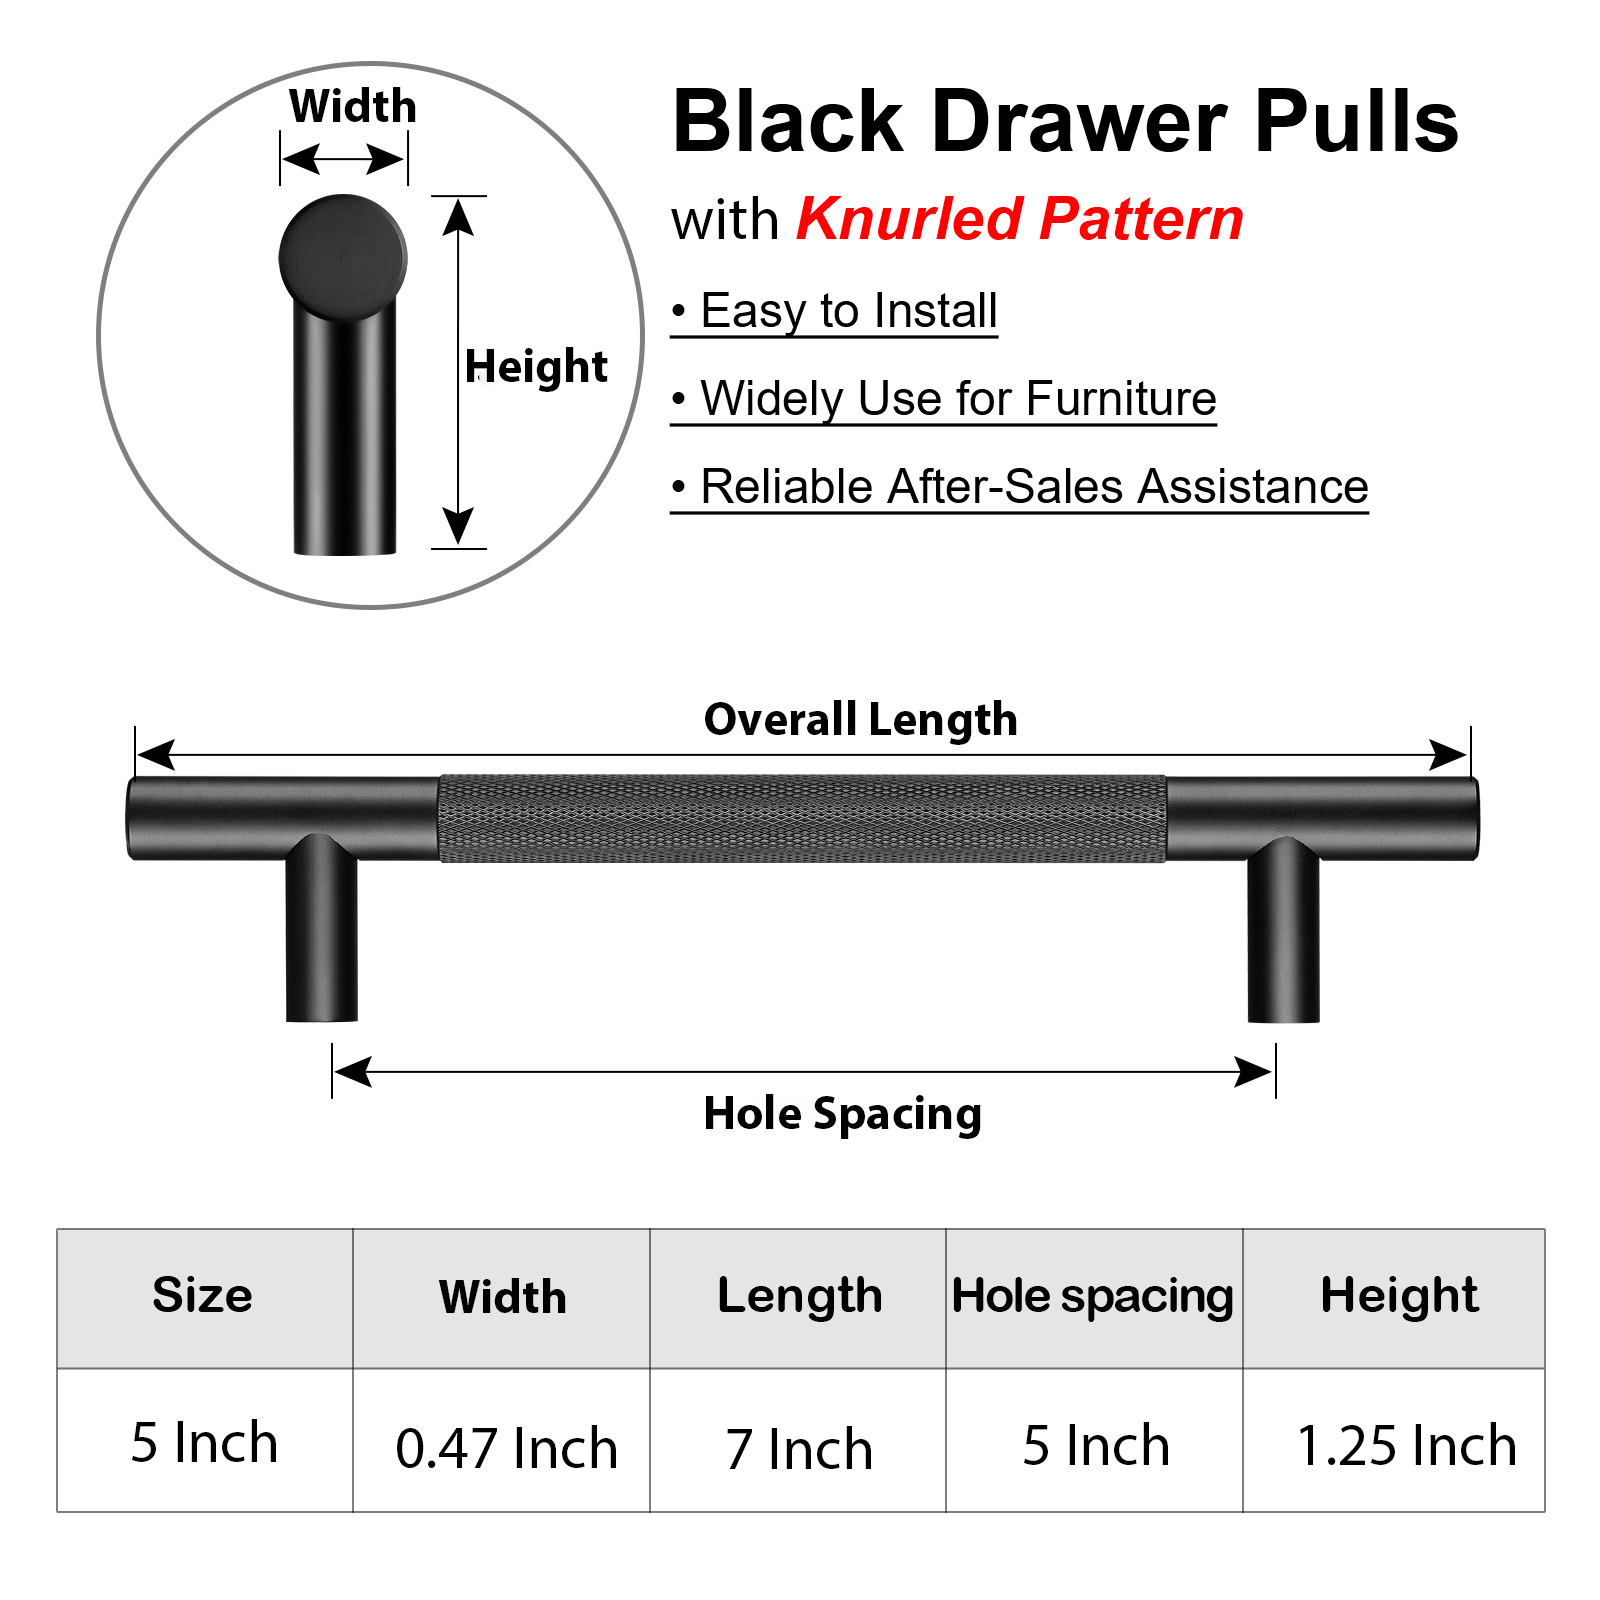 Width
Height
Black Drawer Pulls
with Knurled Pattern
• Easy to Install
• Widely Use for Furniture
• Reliable After-Sales Assistance
Overall Length
Hole Spacing
Size Width Length Hole spacing Height
5 Inch 0.47 Inch 7 Inch 5 Inch 1.25 Inch